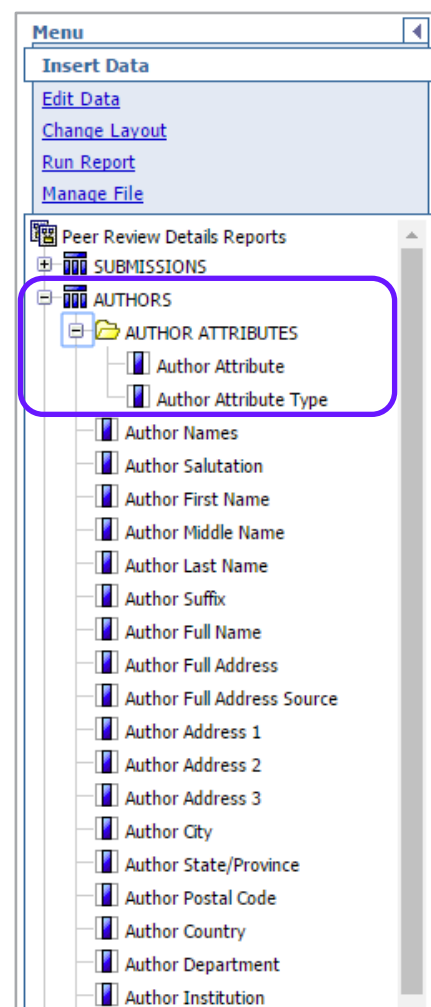 Menu
Insert Data
Edit Data
Change Layout
Run Report
Manage File
Peer Review Details Reports
SUBMISSIONS
AUTHORS
AUTHOR ATTRIBUTES
Author Attribute
Author Attribute Type
Author Names
Author Salutation
Author First Name
Author Middle Name
Author Last Name
Author Suffix
Author Full Name
Author Full Address
Author Full Address Source
Author Address 1
Author Address 2
Author Address 3
Author City
Author State/Province
Author Postal Code
Author Country
Author Department
Author Institution